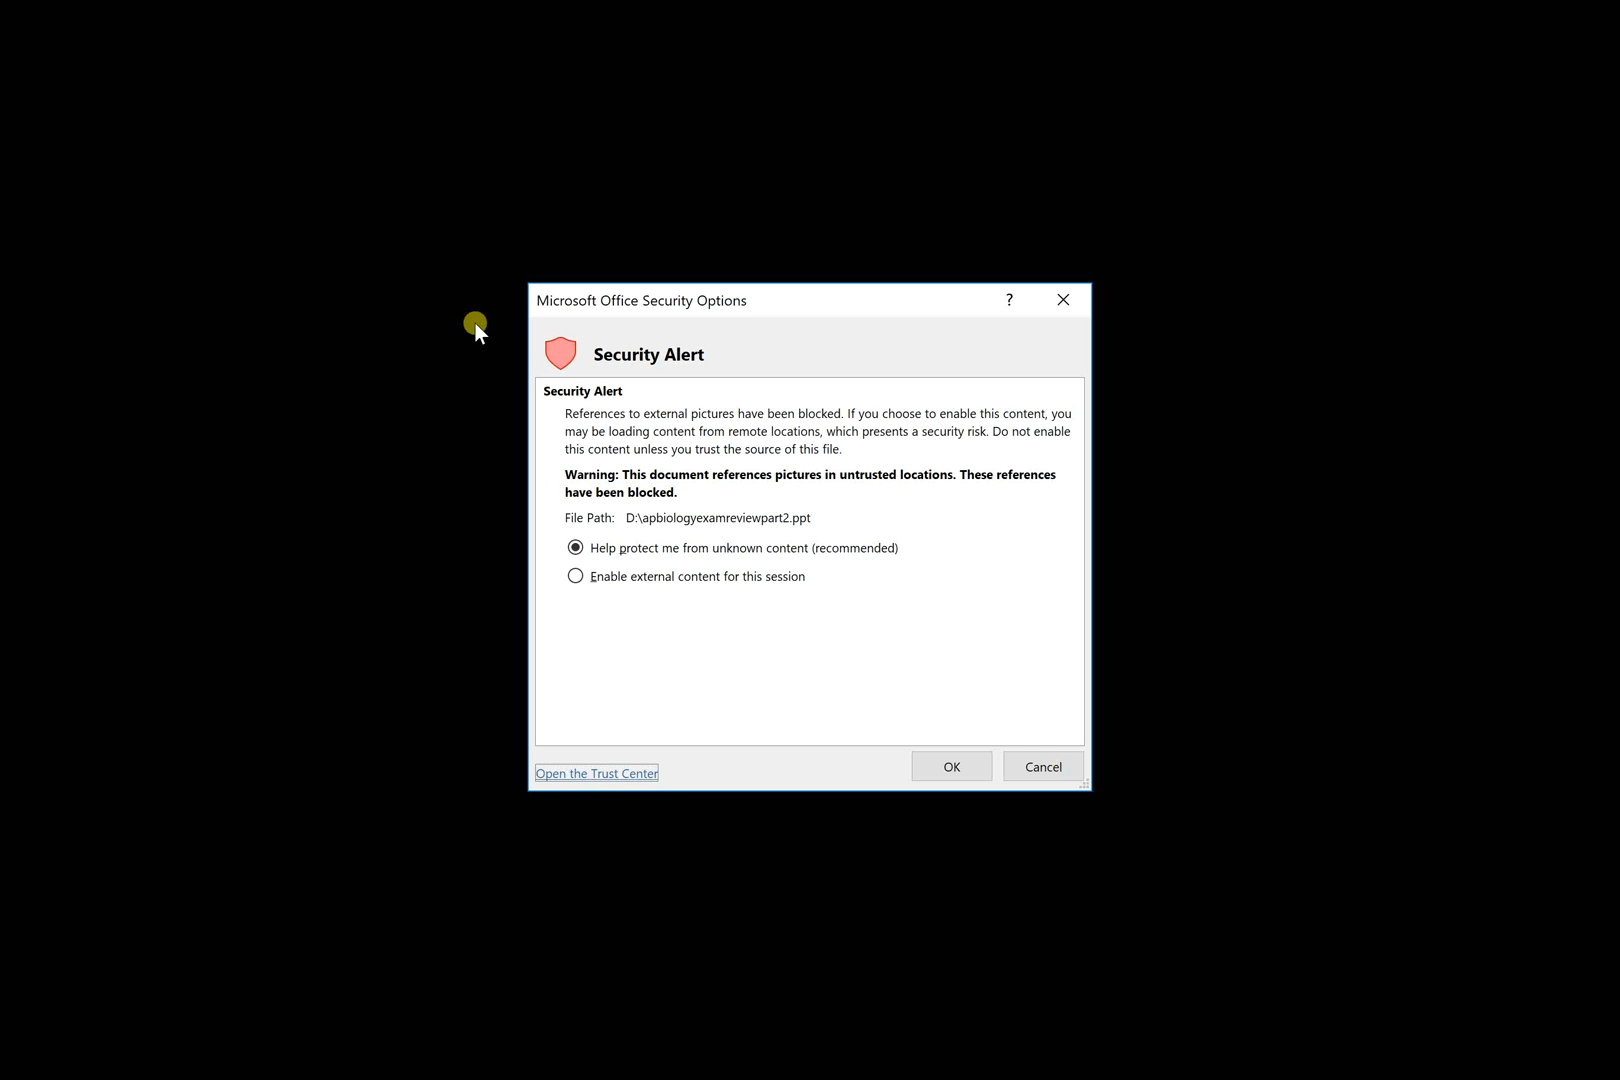 Microsoft Office Security Options
?
Security Alert
Security Alert
References to external pictures have been blocked. If you choose to enable this content, you
may be loading content from remote locations, which presents a security risk. Do not enable
this content unless you trust the source of this file.
Warning: This document references pictures in untrusted locations. These references
have been blocked.
File Path: D:\apbiologyexamreviewpart2.ppt
Help protect me from unknown content (recommended)
Enable external content for this session
Open the Trust Center
OK
Cancel